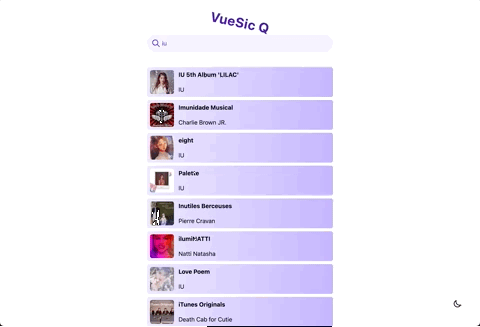 VueSic Q
iu
IU 5th Album 'LILAC'
IU
Imunidade Musical
Charlie Brown JR.
eight
IU
Palette
IU
Inutiles Berceuses
Pierre Cravan
ilumiNATTI
Natti Natasha
Love Poem
IU
iTunes Originals
Death Cab for Cutie